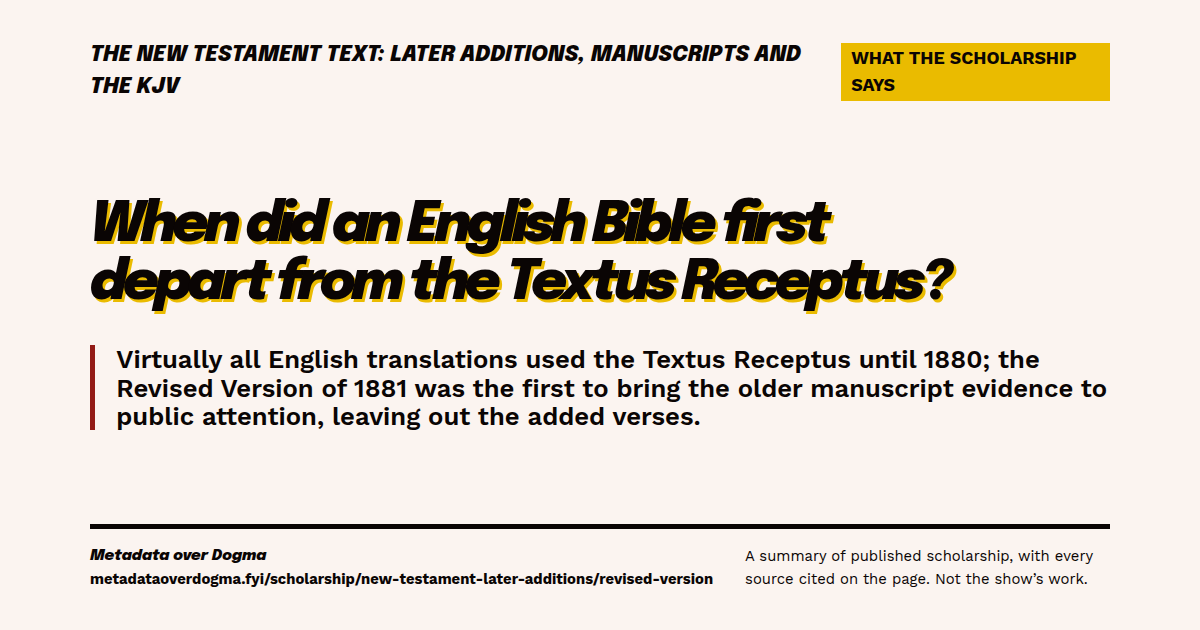 THE NEW TESTAMENT TEXT: LATER ADDITIONS, MANUSCRIPTS AND
THE KJV
WHAT THE SCHOLARSHIP
SAYS
When did an English Bible first
depart from the Textus Receptus?
Virtually all English translations used the Textus Receptus until 1880; the
Revised Version of 1881 was the first to bring the older manuscript evidence to
public attention, leaving out the added verses.
Metadata over Dogma
metadataoverdogma.fyi/scholarship/new-testament-later-additions/revised-version
A summary of published scholarship, with every
source cited on the page. Not the show’s work.